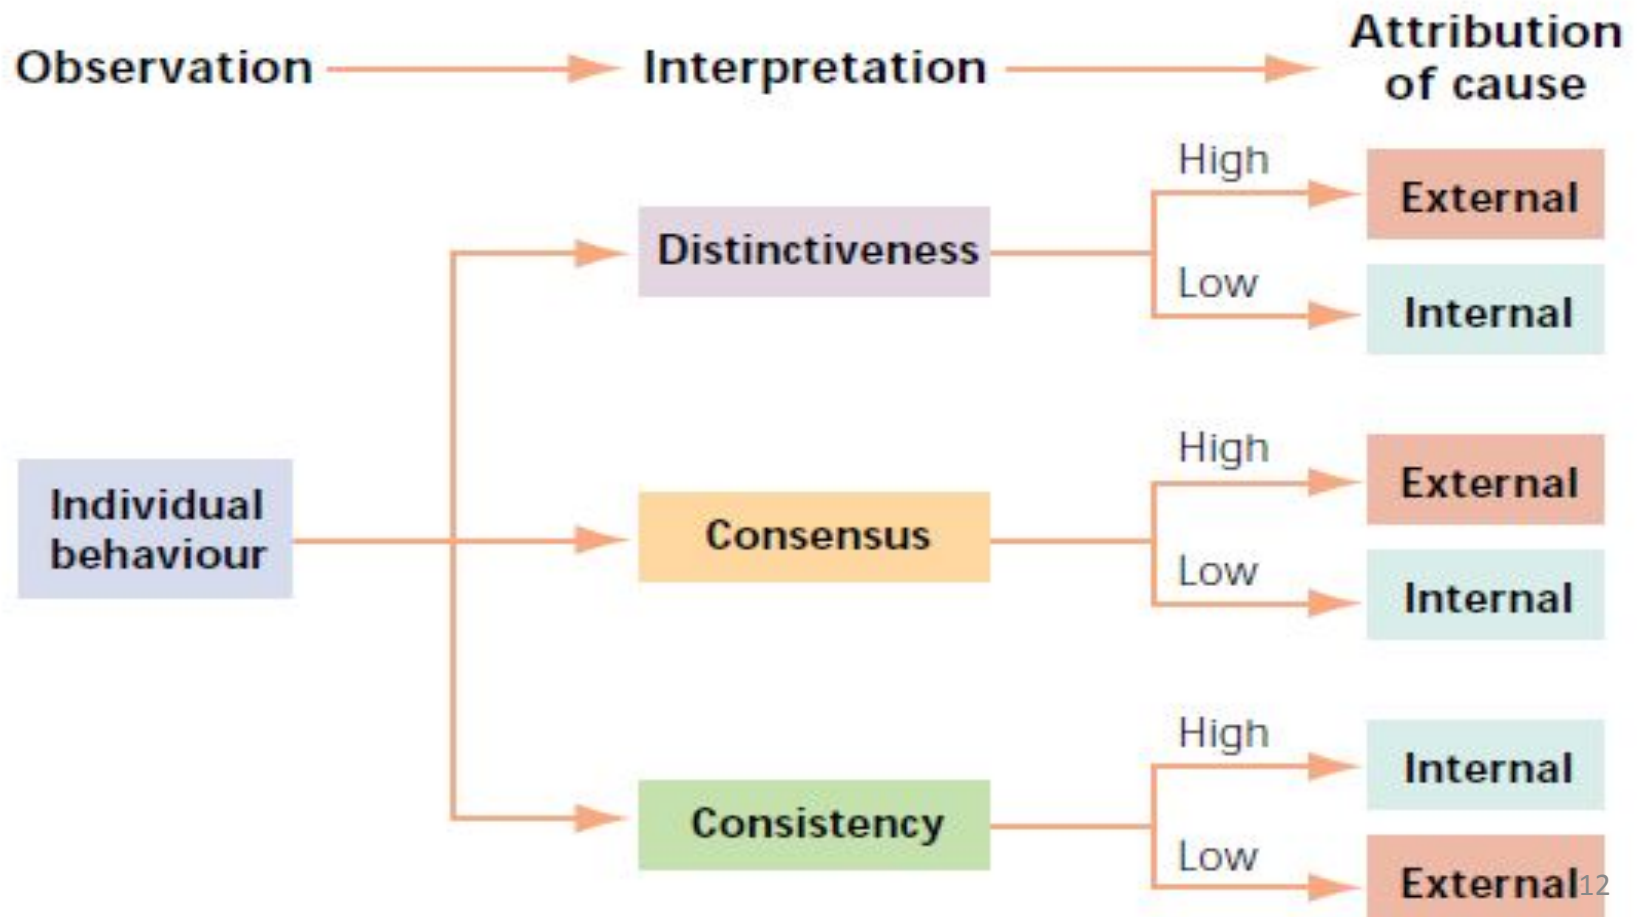 Observation
Interpretation
Attribution
of cause
High
External
Distinctiveness
Low
Internal
High
External
Individual
behaviour
Consensus
Low
Internal
High
Internal
Consistency
Low
External
12